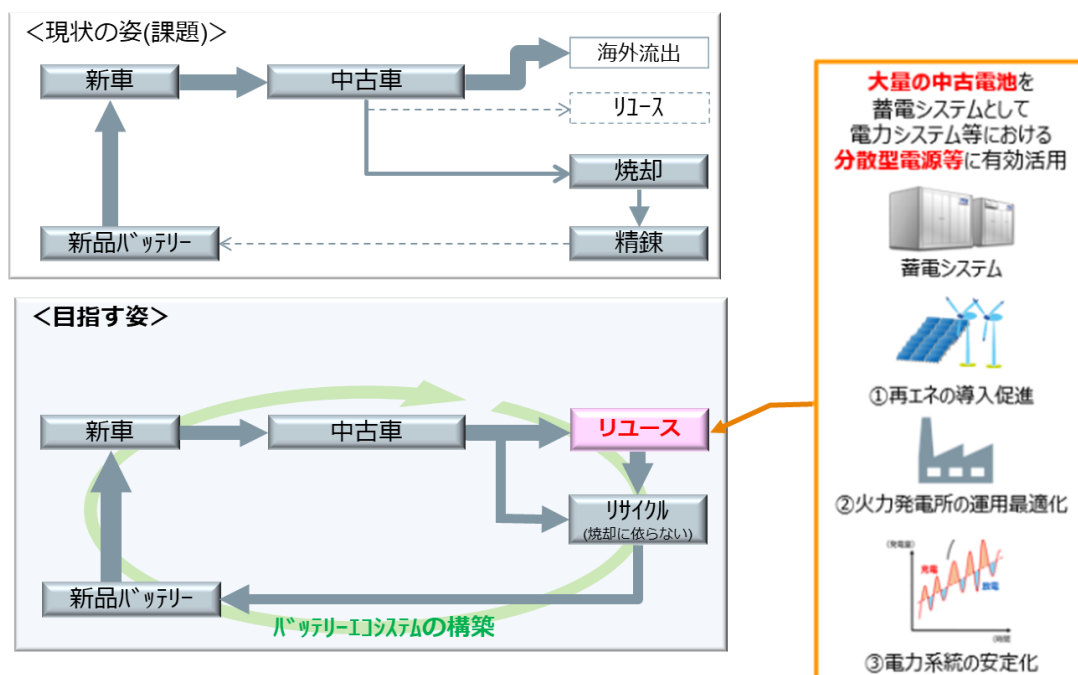 <現状の姿(課題)>
新車
中古車
海外流出
ﾘﾕｰｽ
焼却
新品ﾊﾞｯﾃﾘｰ
精錬
<目指す姿>
新車
中古車
リユース
ﾘｻｲｸﾙ
(焼却に依らない)
新品ﾊﾞｯﾃﾘｰ
ﾊﾞｯﾃﾘｰｴｺｼｽﾃﾑの構築
大量の中古電池を
蓄電システムとして
電力システム等における
分散型電源等に有効活用
蓄電システム
①再エネの導入促進
②火力発電所の運用最適化
(発電量)
充電
放電
(時間
③電力系統の安定化